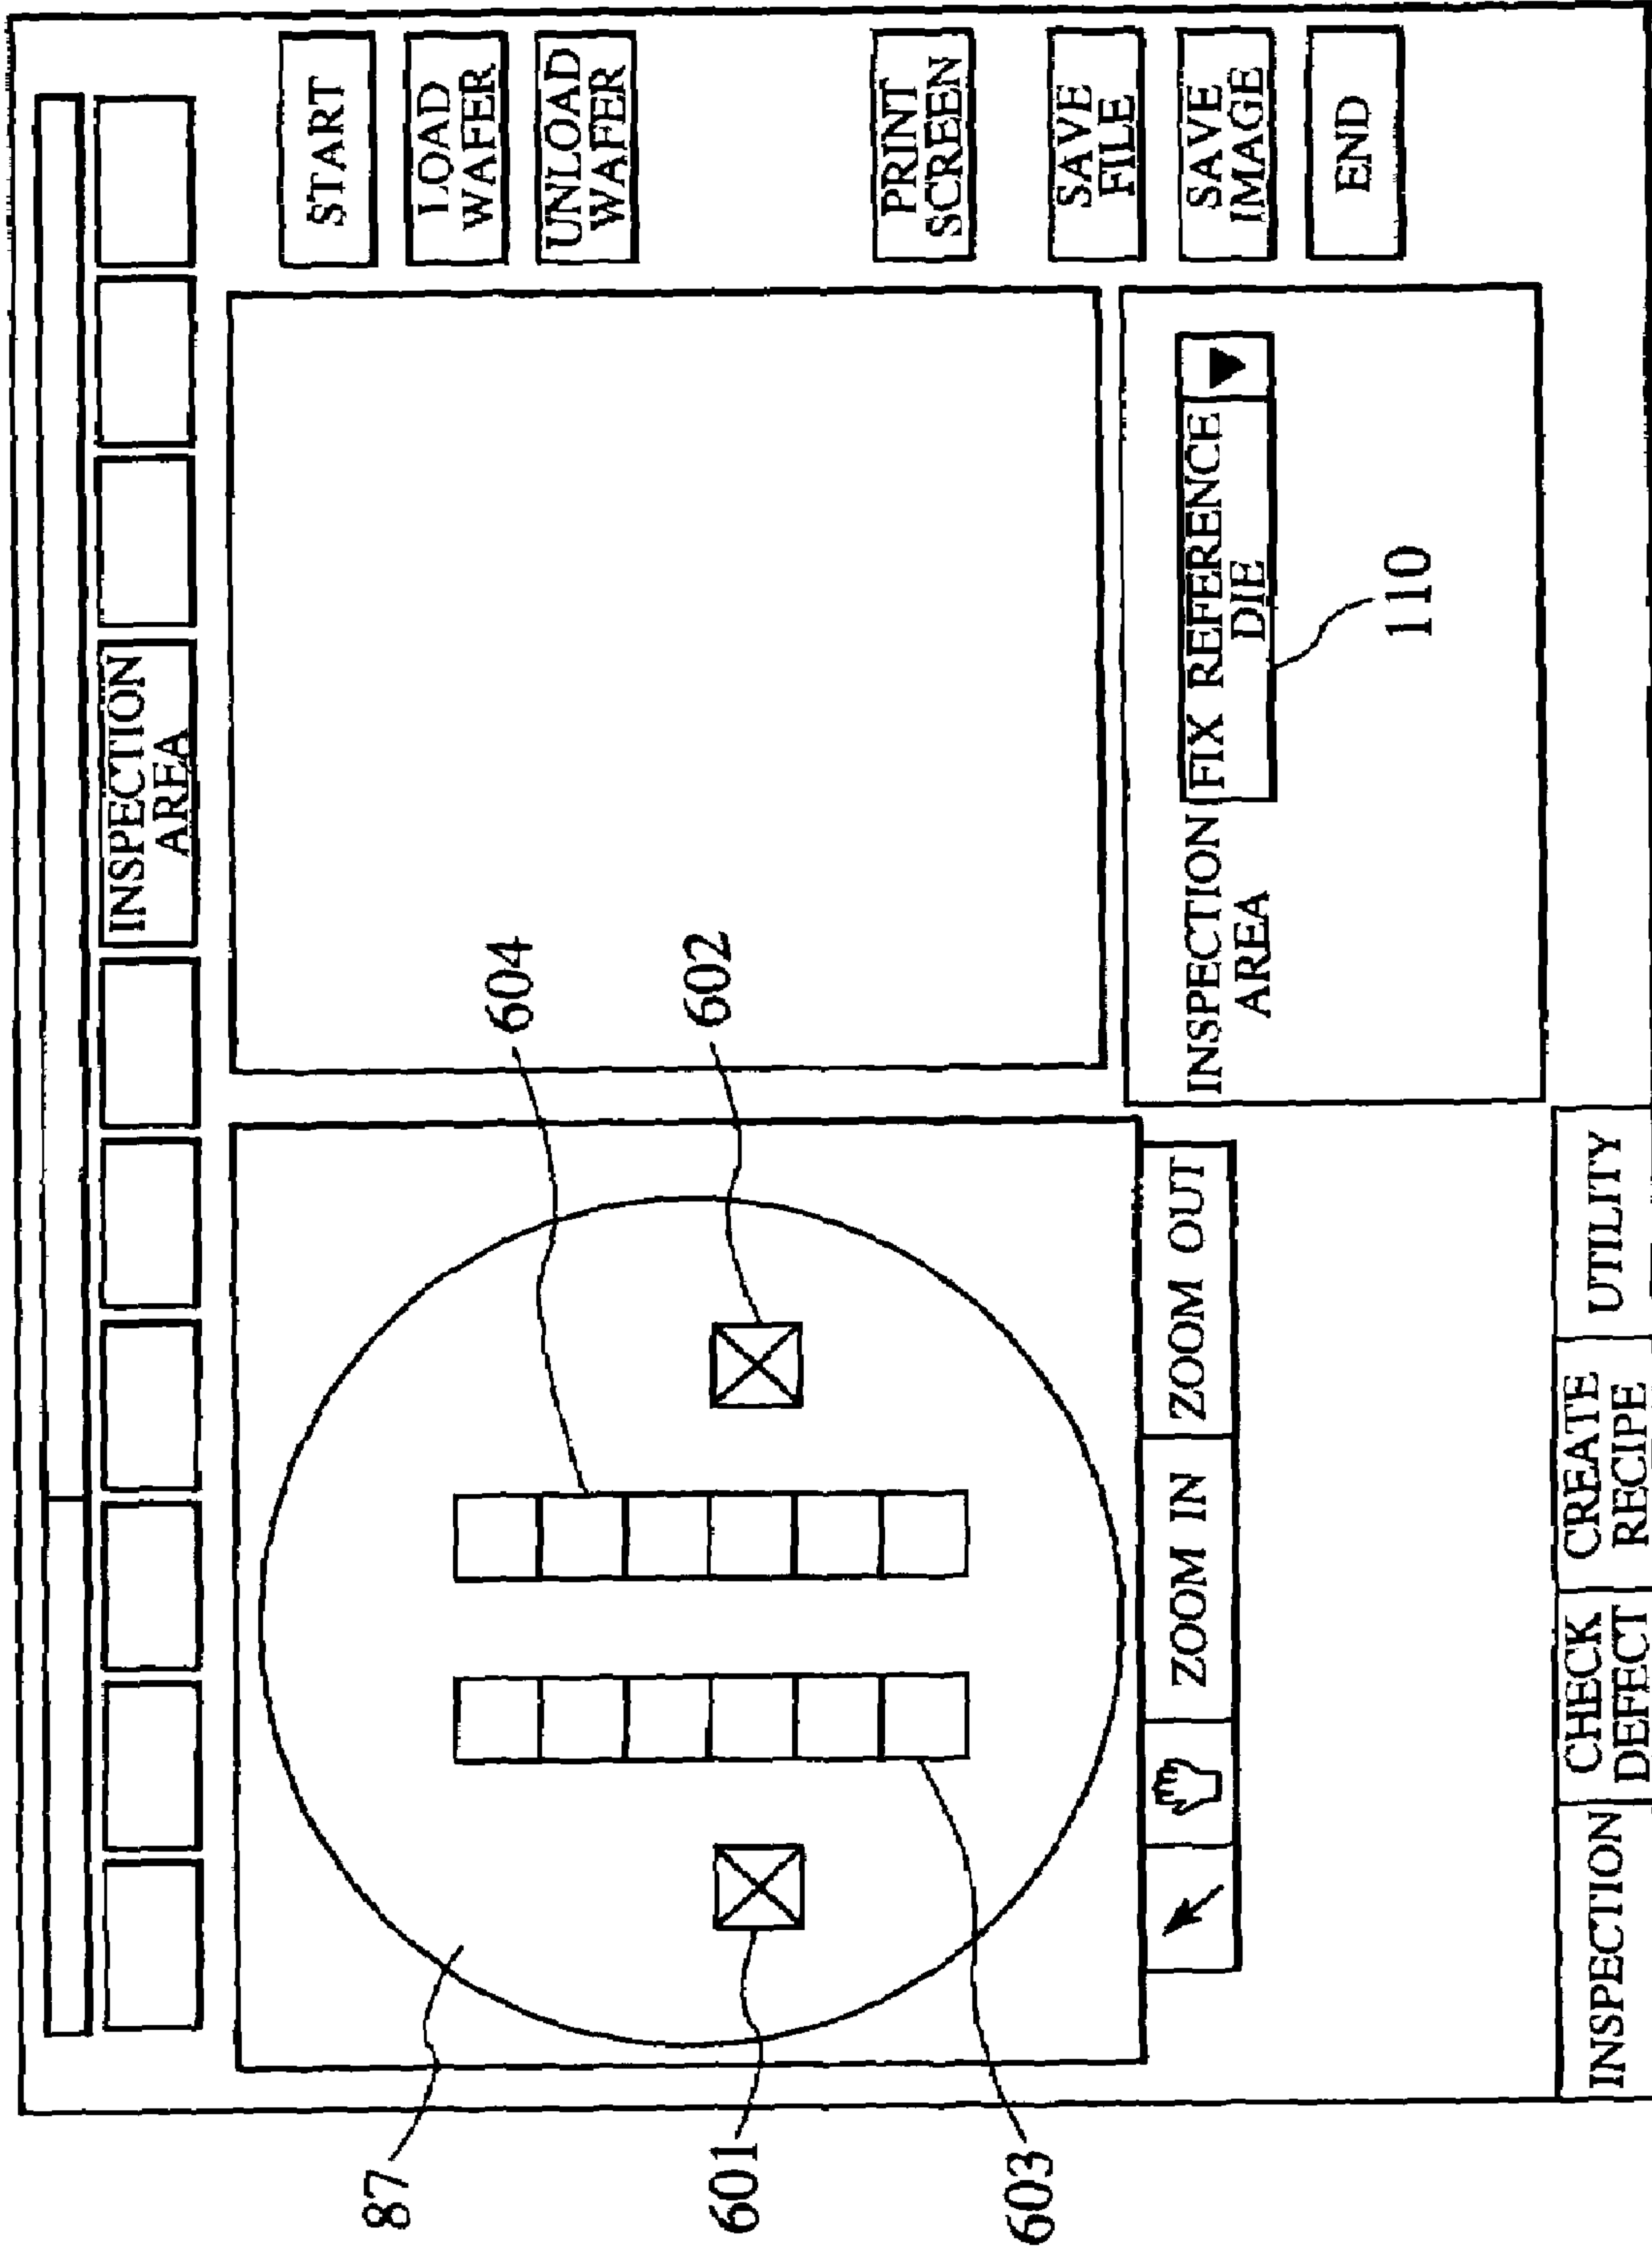 INSPECTION
AREA
START
LOAD
WAFER
UNLOAD
WAFER
PRINT
SCREEN
SAVE
FILE
SAVE
IMAGE
END
604
602
87
601
603
ZOOM IN
ZOOM OUT
INSPECTION
AREA
FIX REFERENCE
DIE
110
INSPECTION
CHECK
DEFECT
CREATE
RECIPE
UTILITY